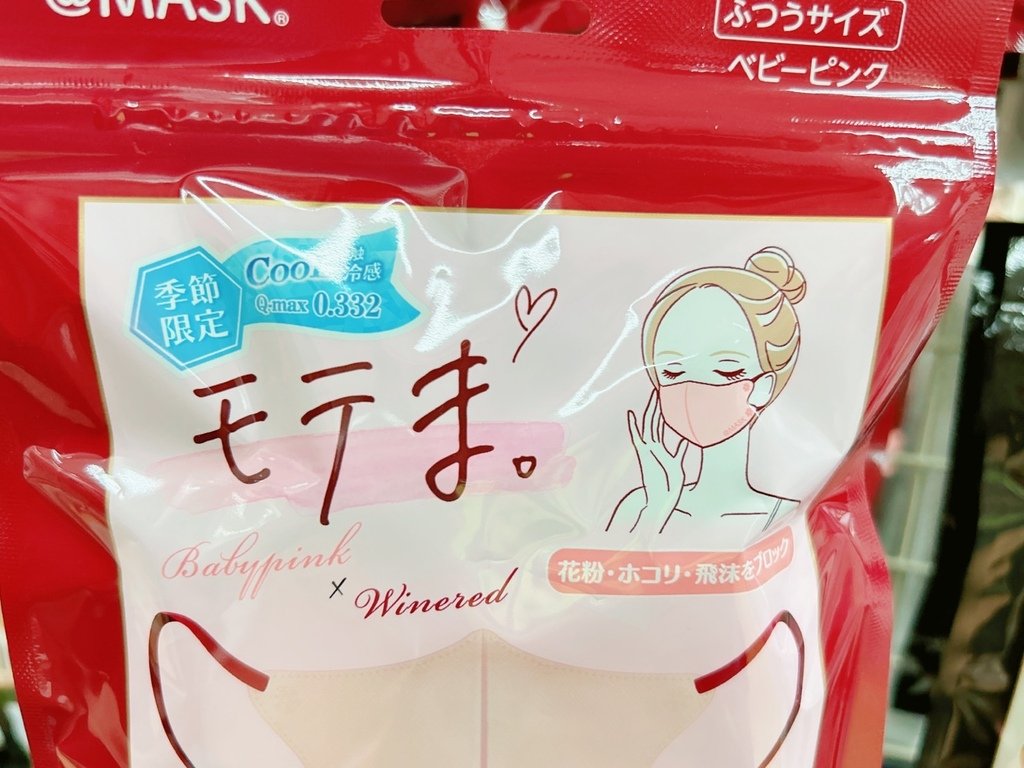 @MASK®
ふつうサイズ
ベビーピンク
季節
限定
Cool
冷感
Q-max 0.332
モテま。
Babypink
×
Winered
花粉・ホコリ・飛沫をブロック